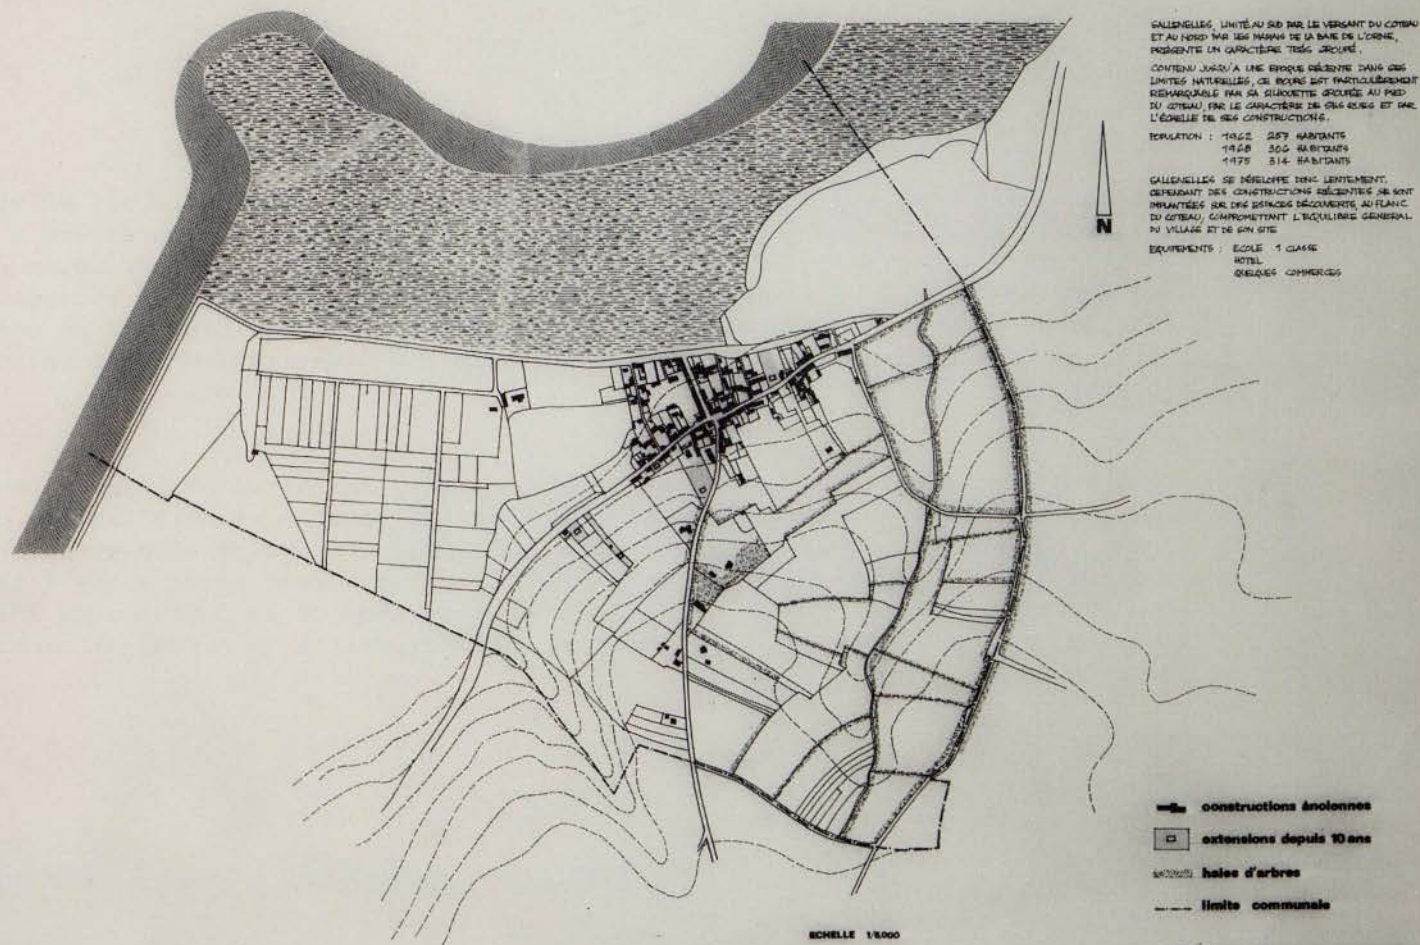 SALLENELLES, LIMITÉ AU SUD PAR LE VERSANT DU COTEAU
ET AU NORD PAR LES MARAIS DE LA BAIE DE L'ORNE,
PRÉSENTE UN CARACTÈRE TRÈS GROUPÉ.
CONTENU JUSQU'A UNE EPOQUE RÉCENTE DANS SES
LIMITES NATURELLES, CE BOURG EST PARTICULIÈREMENT
REMARQUABLE PAR SA SILHOUETTE GROUPÉE AU PIED
DU COTEAU, PAR LE CARACTÈRE DE SES RUES ET PAR
L'ÉCHELLE DE SES CONSTRUCTIONS.
POPULATION : 1962 257 HABITANTS
1968 306 HABITANTS
1975 314 HABITANTS
SALLENELLES SE DÉVELOPPE DONC LENTEMENT.
CEPENDANT DES CONSTRUCTIONS RÉCENTES SE SONT
IMPLANTÉES SUR DES ESPACES DÉCOUVERTS, AU FLANC
DU COTEAU, COMPROMETTANT L'EQUILIBRE GENERAL
DU VILLAGE ET DE SON SITE
EQUIPEMENTS : ECOLE 1 CLASSE
HOTEL
QUELQUES COMMERCES
N
constructions anciennes
extensions depuis 10 ans
haies d'arbres
limite communale
ECHELLE